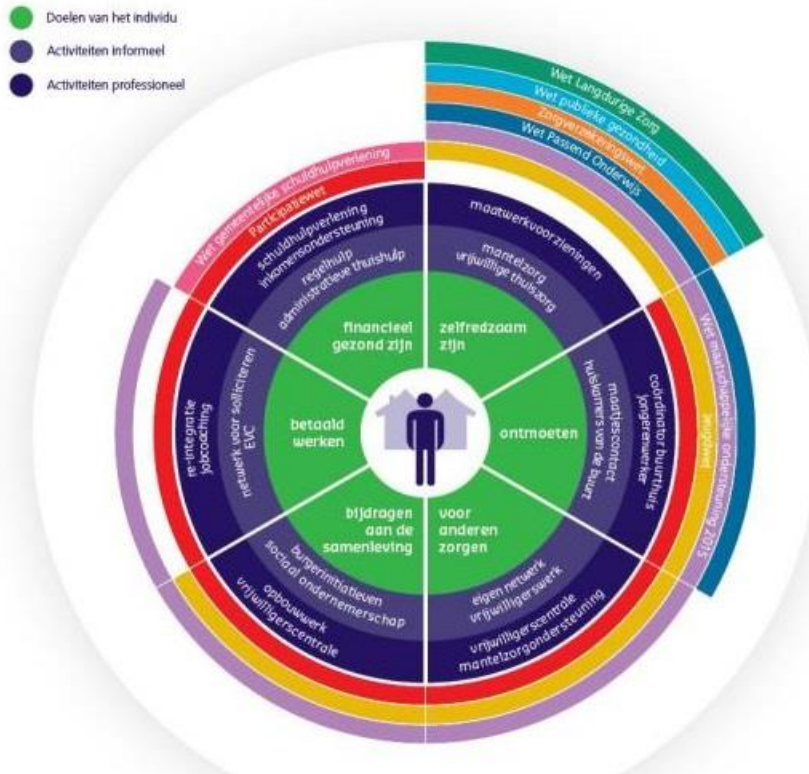 Doelen van het individu
Activiteiten informeel
Activiteiten professioneel
Wet Langdurige Zorg
Wet publieke gezondheid
Zorgverzekeringswet
Wet Passend Onderwijs
Wet gemeentelijke schuldhulpverlening
Participatiewet
schuldhulpverlening
inkomensondersteuning
regelhulp
administratieve thuishulp
maatwerkvoorzieningen
mantelzorg
vrijwillige thuiszorg
financieel
gezond zijn
zelfredzaam
zijn
betaald
werken
ontmoeten
bijdragen
aan de
samenleving
voor
anderen
zorgen
re-integratie
jobcoaching
netwerk voor solliciteren
EVC
maatjescontact
huiskamers van de buurt
coördinator buurthuis
jongerenwerker
Jeugdwet
Wet maatschappelijke ondersteuning 2015
burgerinitiatieven
sociaal ondernemerschap
opbouwwerk
vrijwilligerscentrale
eigen netwerk
vrijwilligerswerk
vrijwilligerscentrale
mantelzorgondersteuning